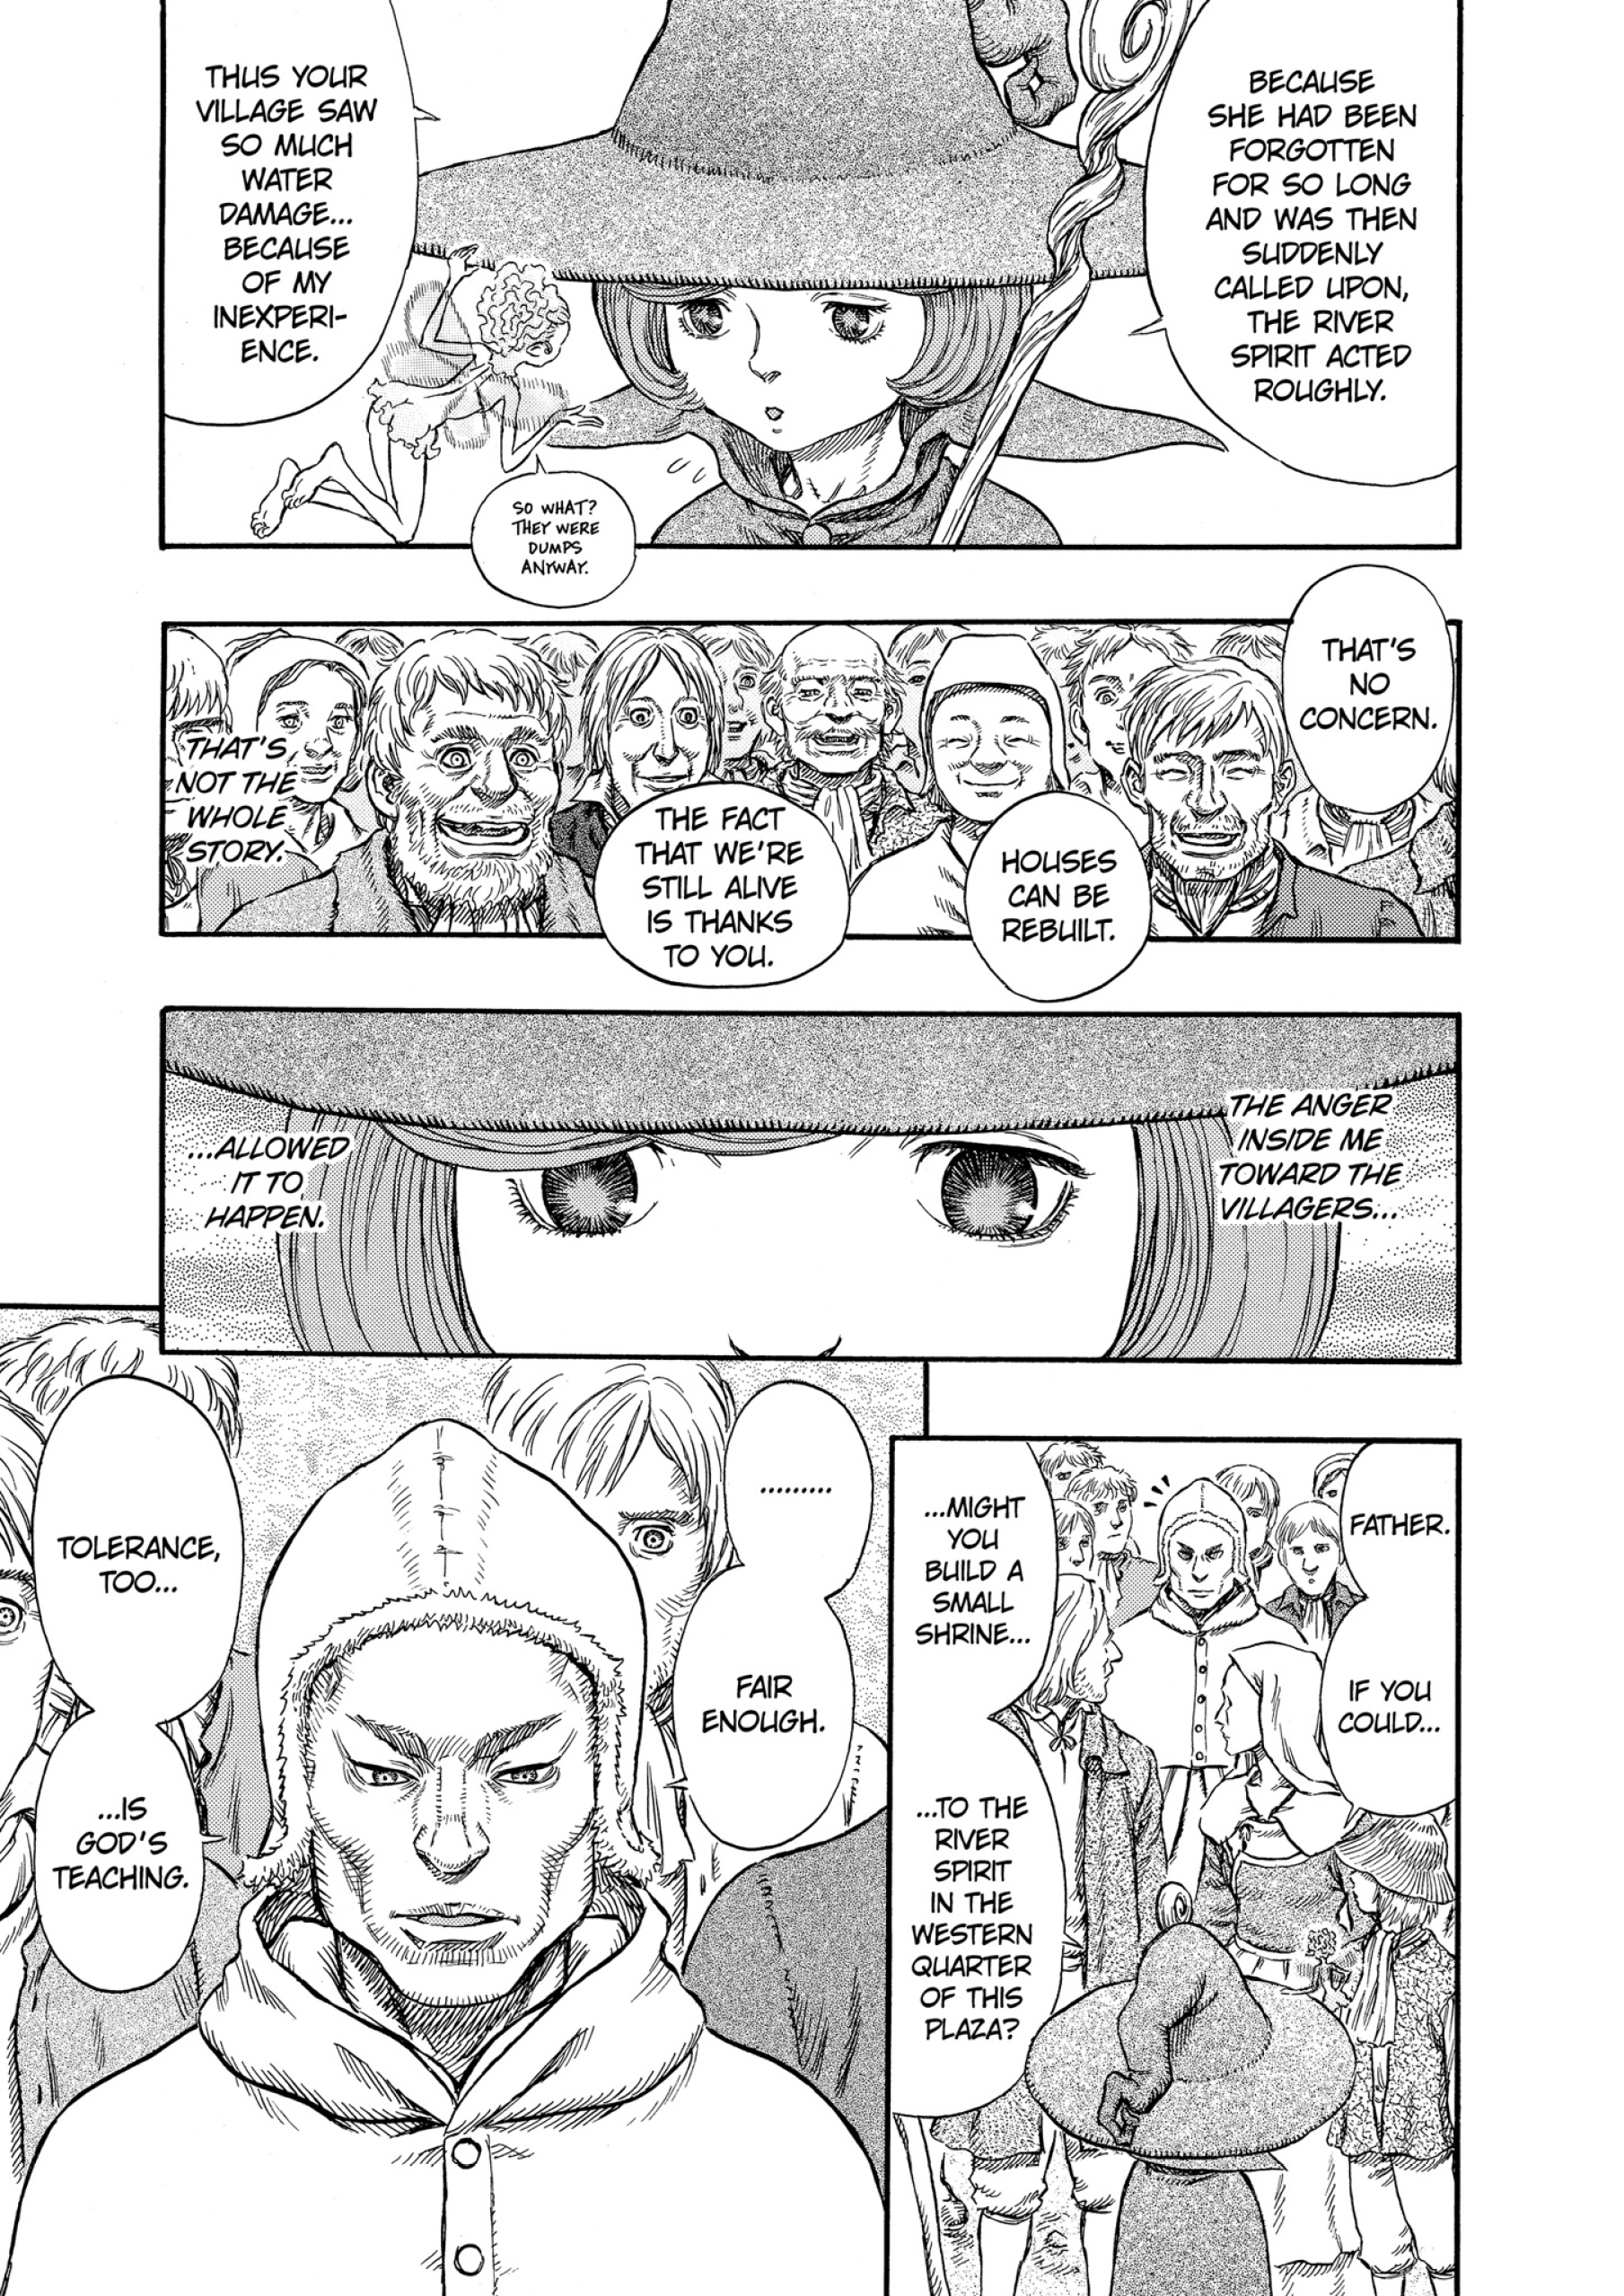 BECAUSE
SHE HAD BEEN
FORGOTTEN
FOR SO LONG
AND WAS THEN
SUDDENLY
CALLED UPON,
THE RIVER
SPIRIT ACTED
ROUGHLY.
THUS YOUR
VILLAGE SAW
SO MUCH
WATER
DAMAGE...
BECAUSE
OF MY
INEXPERI-
ENCE.
SO WHAT?
THEY WERE
DUMPS
ANYWAY.
THAT'S
NO
CONCERN.
HOUSES
CAN BE
REBUILT.
THE FACT
THAT WE'RE
STILL ALIVE
IS THANKS
TO YOU.
THAT'S
NOT THE
WHOLE
STORY.
THE ANGER
INSIDE ME
TOWARD THE
VILLAGERS...
...ALLOWED
IT TO
HAPPEN.
FATHER.
IF YOU
COULD...
...MIGHT
YOU
BUILD A
SMALL
SHRINE...
...TO THE
RIVER
SPIRIT
IN THE
WESTERN
QUARTER
OF THIS
PLAZA?
..........
FAIR
ENOUGH.
TOLERANCE,
TOO...
...IS
GOD'S
TEACHING.